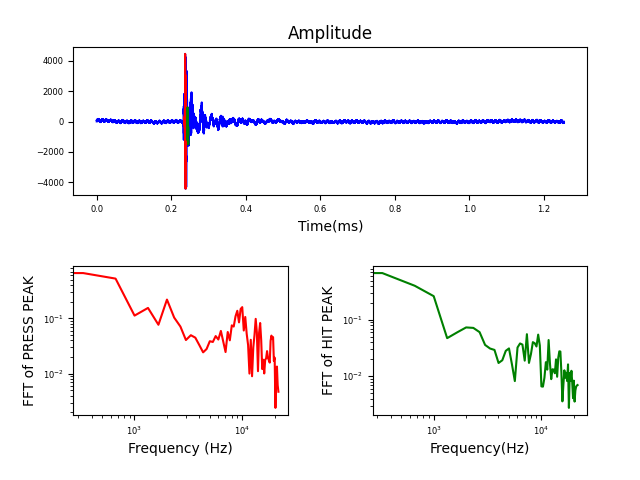 Amplitude
4000
2000
0
−2000
−4000
0.0 0.2 0.4 0.6 0.8 1.0 1.2
Time(ms)
FFT of PRESS PEAK
10⁻¹
10⁻²
10³ 10⁴
Frequency (Hz)
FFT of HIT PEAK
10⁻¹
10⁻²
10³ 10⁴
Frequency(Hz)